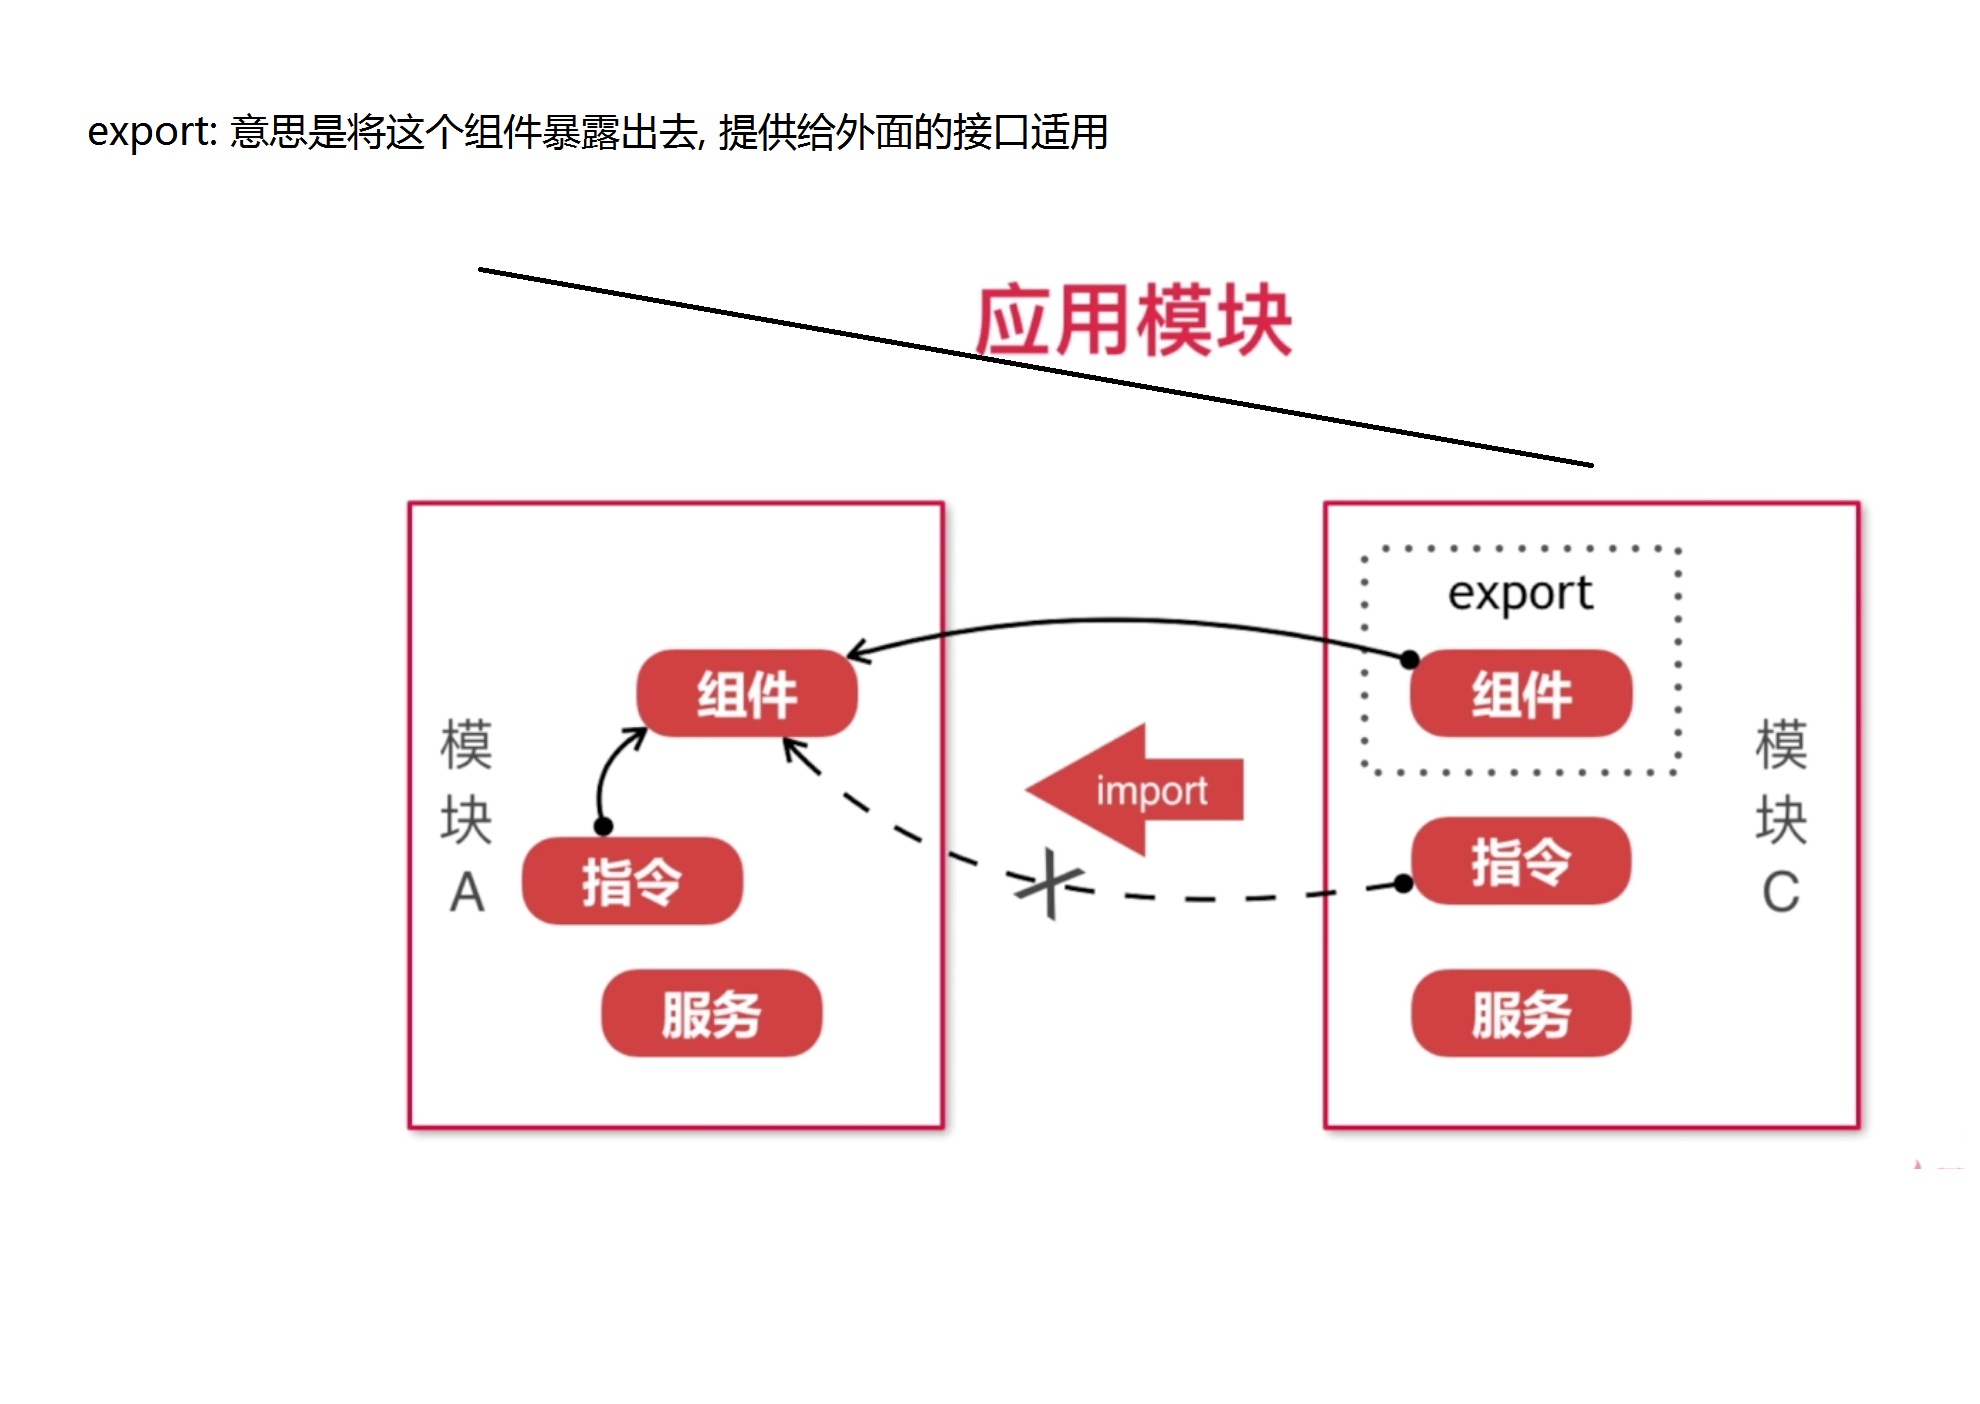 export: 意思是将这个组件暴露出去, 提供给外面的接口适用
应用模块
模
块
A
组件
指令
服务
import
export
组件
指令
服务
模
块
C